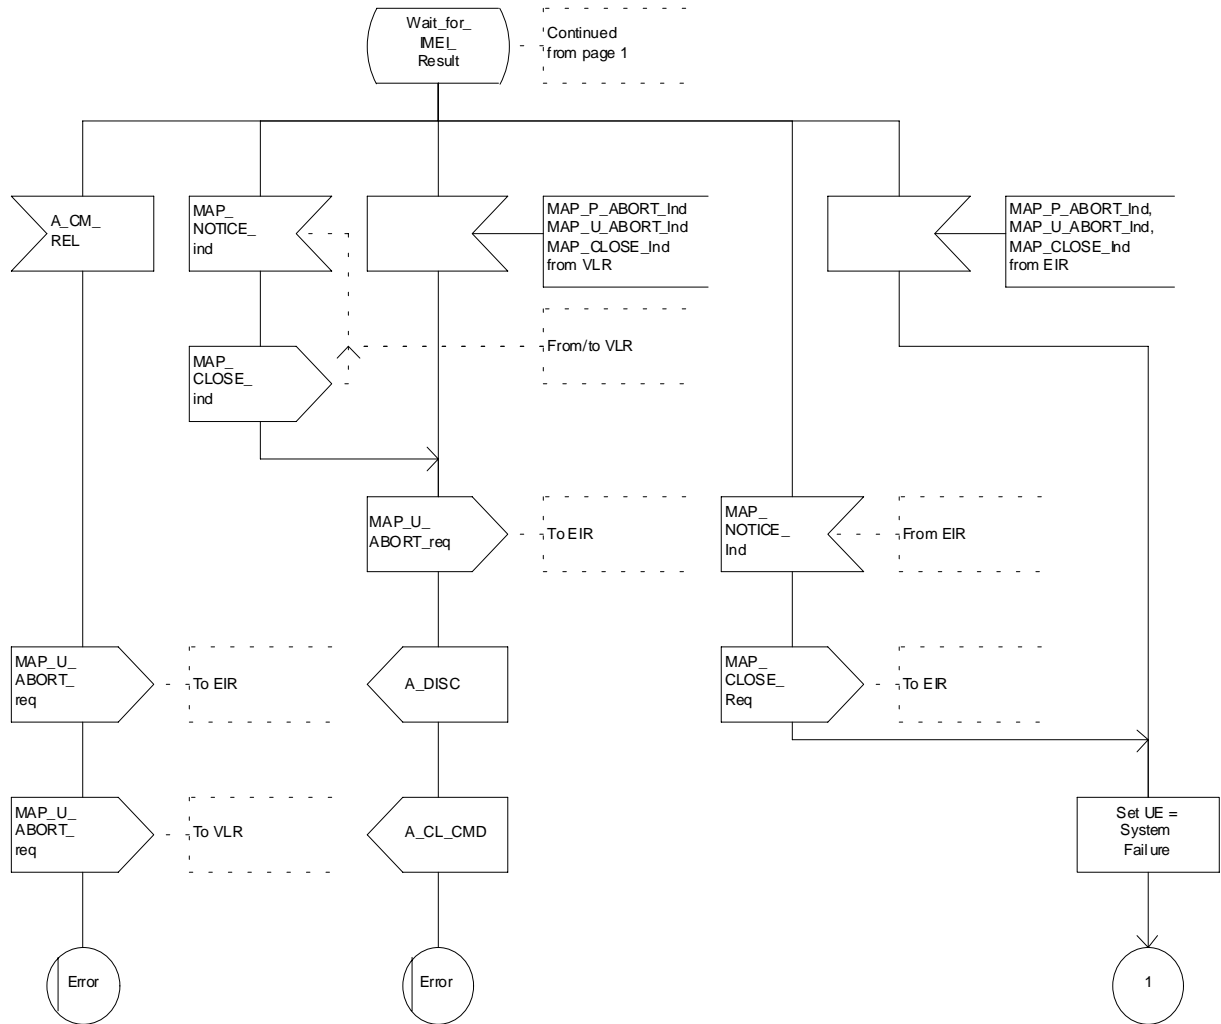 Wait_for_
IMEI_
Result
Continued
from page 1
A_CM_
REL
MAP_
NOTICE_
ind
MAP_P_ABORT_Ind
MAP_U_ABORT_Ind
MAP_CLOSE_Ind
from VLR
MAP_P_ABORT_Ind,
MAP_U_ABORT_Ind,
MAP_CLOSE_Ind
from EIR
MAP_
CLOSE_
ind
From/to VLR
MAP_U_
ABORT_req
To EIR
MAP_
NOTICE_
Ind
From EIR
MAP_U_
ABORT_
req
To EIR
A_DISC
MAP_
CLOSE_
Req
To EIR
MAP_U_
ABORT_
req
To VLR
A_CL_CMD
Set UE =
System
Failure
Error
Error
1